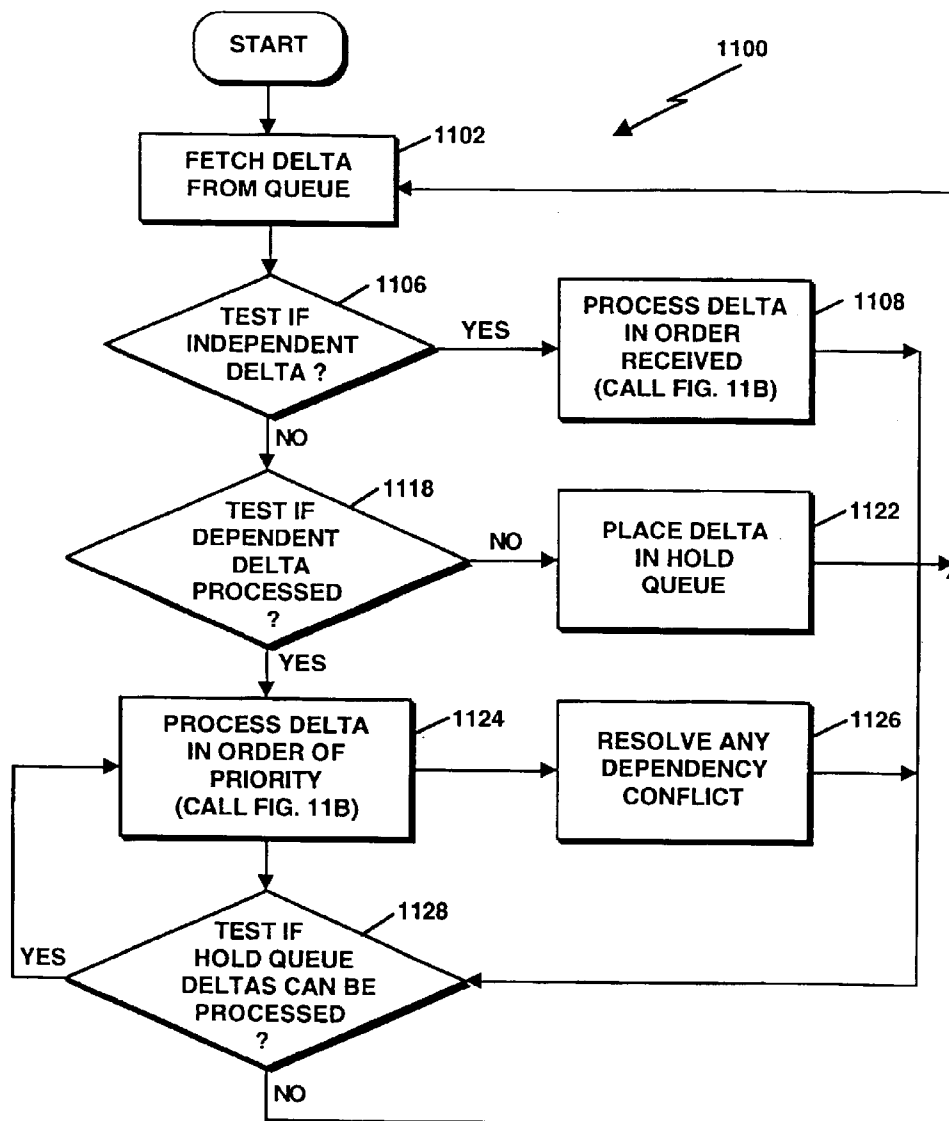 START
1100
1102
FETCH DELTA
FROM QUEUE
1106
TEST IF
INDEPENDENT
DELTA ?
YES
1108
PROCESS DELTA
IN ORDER
RECEIVED
(CALL FIG. 11B)
NO
1118
TEST IF
DEPENDENT
DELTA
PROCESSED
?
NO
1122
PLACE DELTA
IN HOLD
QUEUE
YES
1124
PROCESS DELTA
IN ORDER OF
PRIORITY
(CALL FIG. 11B)
1126
RESOLVE ANY
DEPENDENCY
CONFLICT
1128
TEST IF
HOLD QUEUE
DELTAS CAN BE
PROCESSED
?
YES
NO